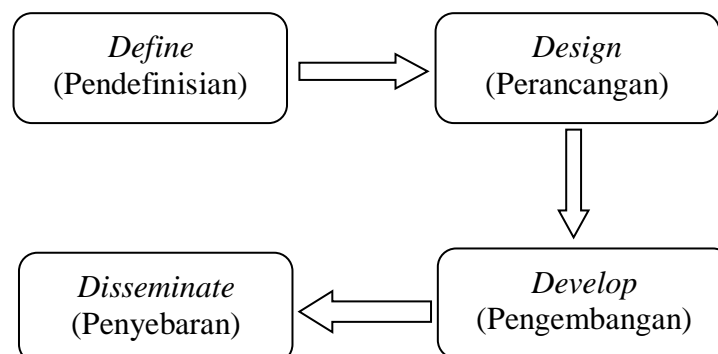 Define
(Pendefinisian)
Design
(Perancangan)
Develop
(Pengembangan)
Disseminate
(Penyebaran)